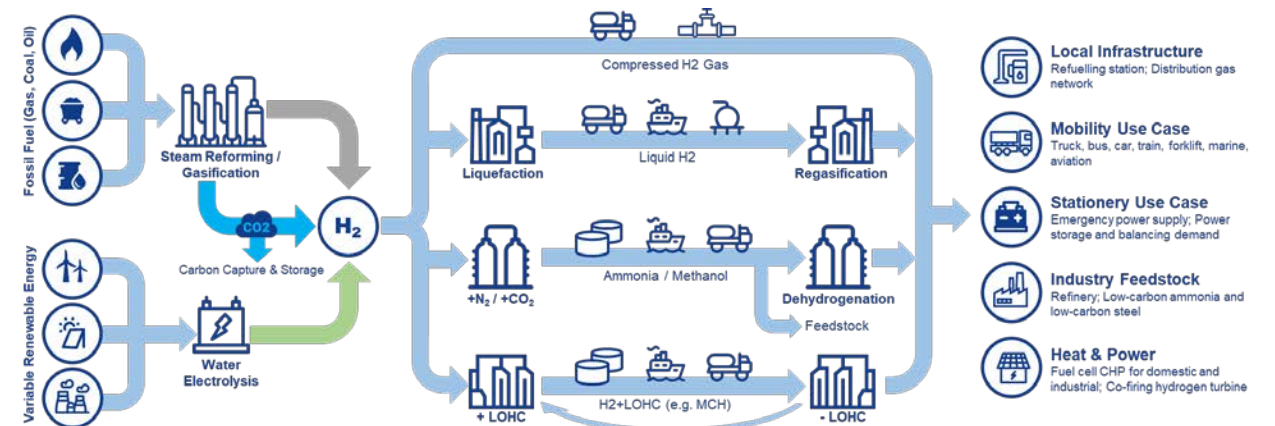 Fossil Fuel (Gas, Coal, Oil)
Steam Reforming /
Gasification
CO2
Carbon Capture & Storage
Variable Renewable Energy
Water
Electrolysis
H₂
Compressed H2 Gas
Liquefaction
Liquid H2
Regasification
+N₂ / +CO₂
Ammonia / Methanol
Dehydrogenation
Feedstock
+ LOHC
H2+LOHC (e.g. MCH)
- LOHC
Local Infrastructure
Refuelling station; Distribution gas
network
Mobility Use Case
Truck, bus, car, train, forklift, marine,
aviation
Stationery Use Case
Emergency power supply; Power
storage and balancing demand
Industry Feedstock
Refinery; Low-carbon ammonia and
low-carbon steel
Heat & Power
Fuel cell CHP for domestic and
industrial; Co-firing hydrogen turbine